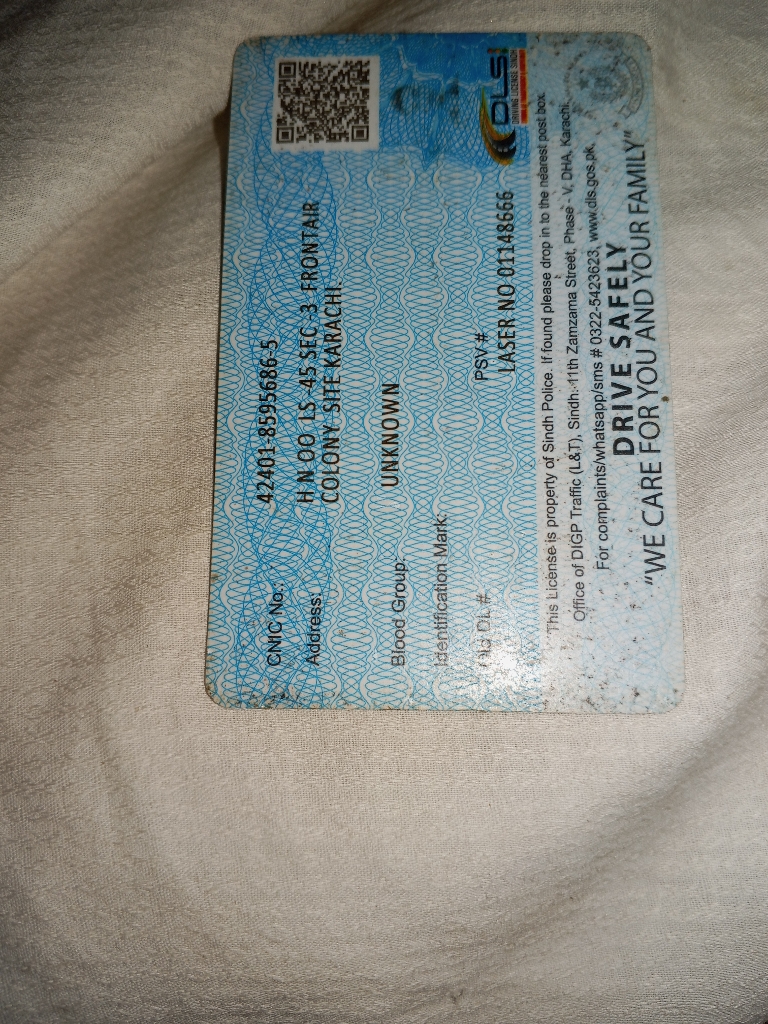 CNIC No.: 42401-8595686-5
Address: H N OO LS 45 SEC 3 FRONTAIR
COLONY SITE KARACHI.
Blood Group: UNKNOWN
Identification Mark:
Old DL # PSV #
LASER NO 01148666
DLS
DRIVING LICENSE SINDH
This License is property of Sindh Police. If found please drop in to the nearest post box
Office of DIGP Traffic (L&T), Sindh: 11th Zamzama Street, Phase - V, DHA, Karachi.
For complaints/whatsapp/sms # 0322-5423623, www.dls.gos.pk,
DRIVE SAFELY
"WE CARE FOR YOU AND YOUR FAMILY"